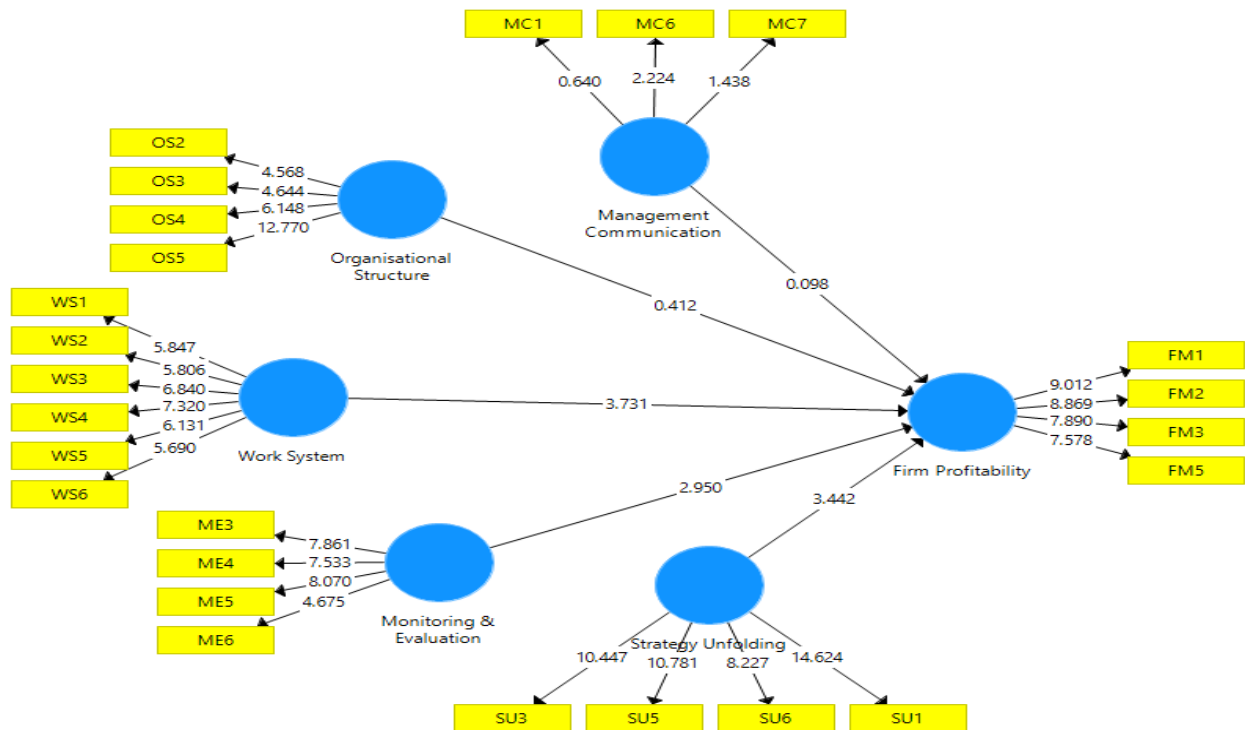 MC1 MC6 MC7
0.640 2.224 1.438
Management
Communication
OS2
OS3
OS4
OS5
4.568
4.644
6.148
12.770
Organisational
Structure
0.412
0.098
WS1
WS2
WS3
WS4
WS5
WS6
5.847
5.806
6.840
7.320
6.131
5.690
Work System
3.731
FM1
FM2
FM3
FM5
9.012
8.869
7.890
7.578
Firm Profitability
2.950
3.442
ME3
ME4
ME5
ME6
7.861
7.533
8.070
4.675
Monitoring &
Evaluation
Strategy Unfolding
10.447 10.781 8.227 14.624
SU3 SU5 SU6 SU1